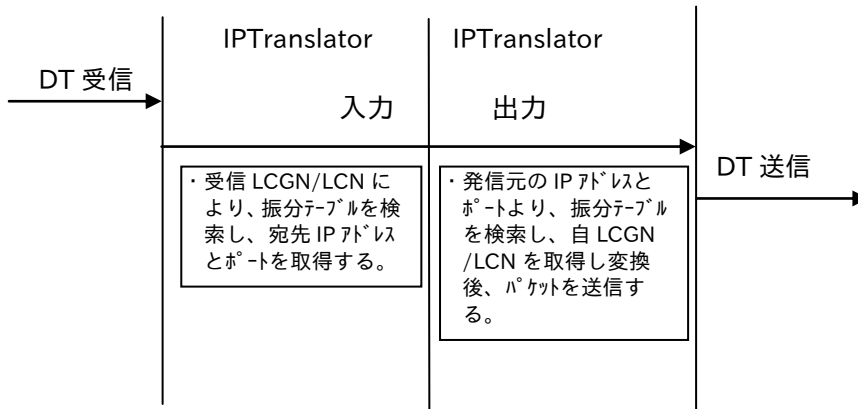 IPTranslator
IPTranslator
DT 受信
入力
出力
DT 送信
・受信 LCGN/LCN に
より、振分ﾃｰﾌﾞﾙを検
索し、宛先 IP ｱﾄﾞﾚｽ
とﾎﾟｰﾄを取得する。
・発信元の IP ｱﾄﾞﾚｽと
ﾎﾟｰﾄより、振分ﾃｰﾌﾞﾙ
を検索し、自 LCGN
/LCN を取得し変換
後、ﾊﾟｹｯﾄを送信す
る。